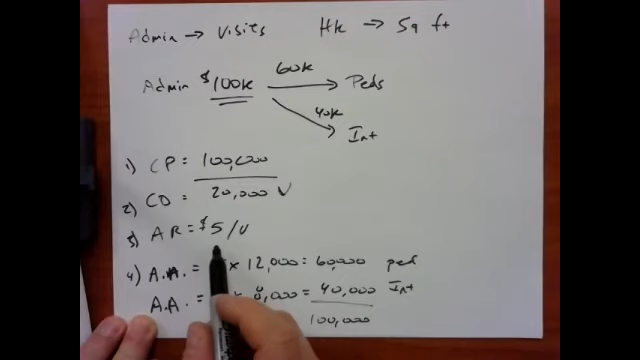 Admin → Visits Hk → Sq ft
Admin $100k 60k Peds
40k Int
1) CP = 100,000
2) CD = 20,000 V
3) AR = $5/V
4) A.A. = × 12,000 = 60,000 ped
A.A. = 8,000 = 40,000 Int
100,000